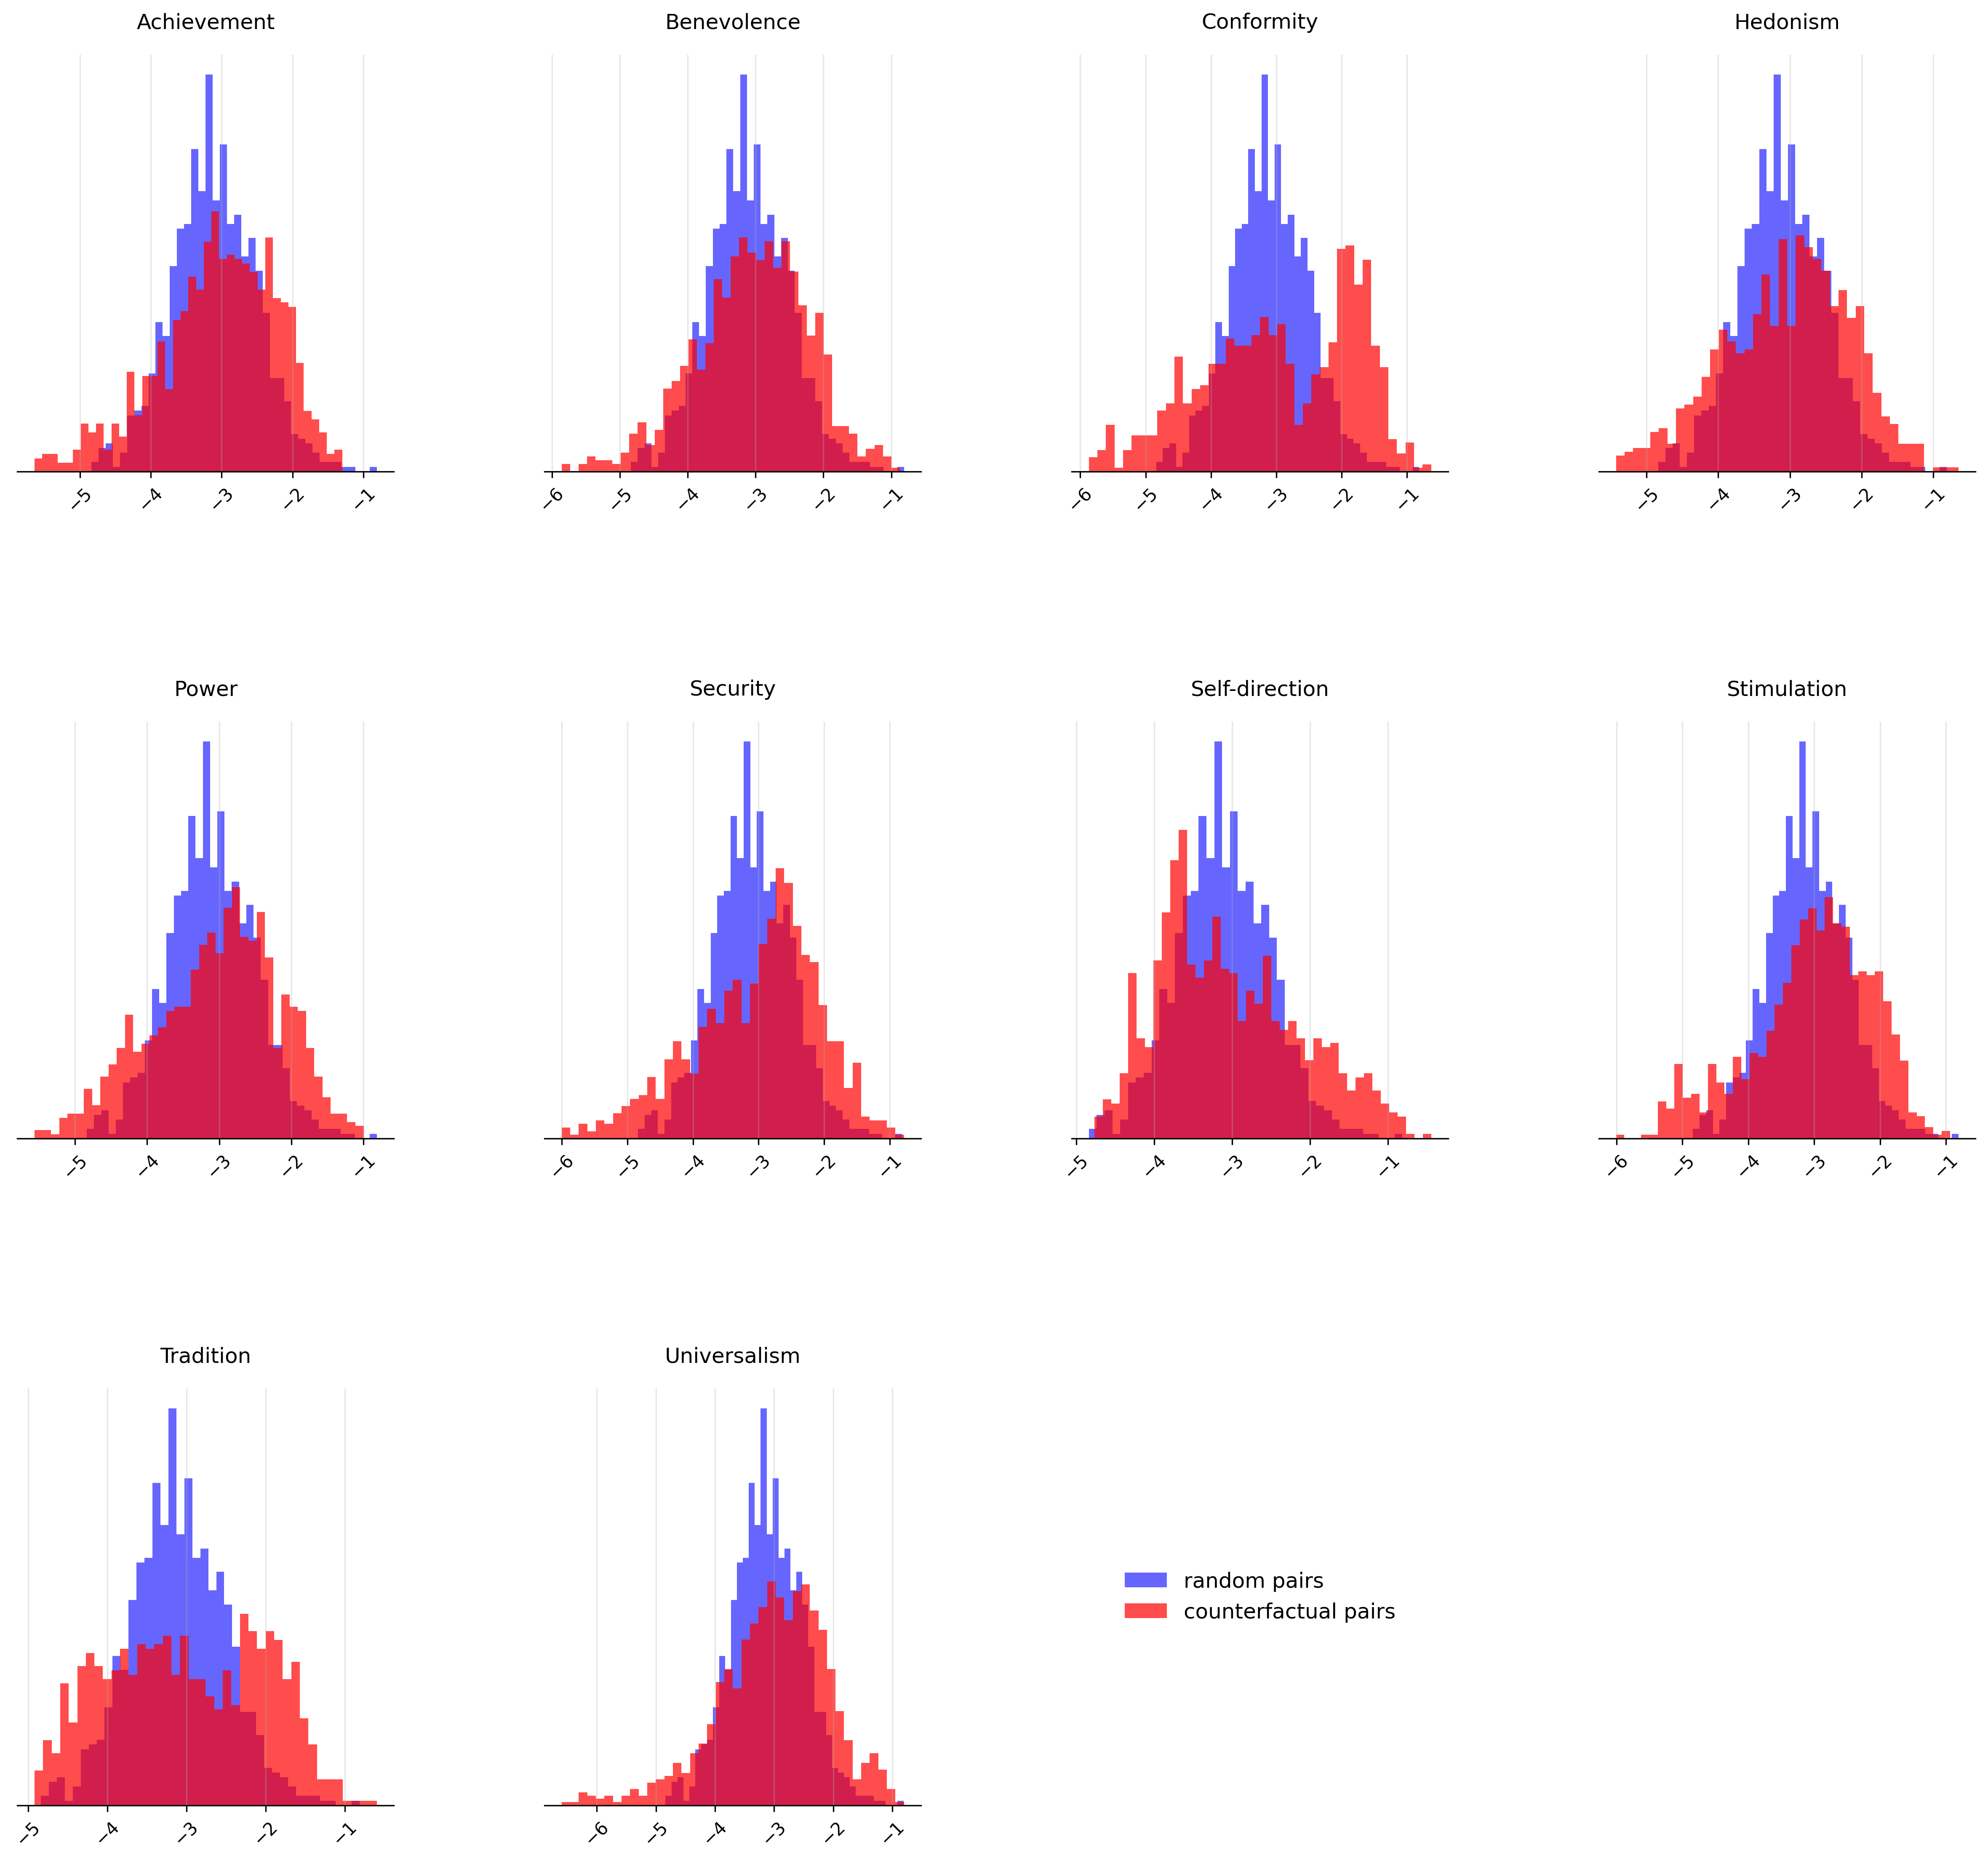 Achievement
Benevolence
Conformity
Hedonism
−5 −4 −3 −2 −1
−6 −5 −4 −3 −2 −1
−6 −5 −4 −3 −2 −1
−5 −4 −3 −2 −1
Power
Security
Self-direction
Stimulation
−5 −4 −3 −2 −1
−6 −5 −4 −3 −2 −1
−5 −4 −3 −2 −1
−6 −5 −4 −3 −2 −1
Tradition
Universalism
random pairs
counterfactual pairs
−5 −4 −3 −2 −1
−6 −5 −4 −3 −2 −1